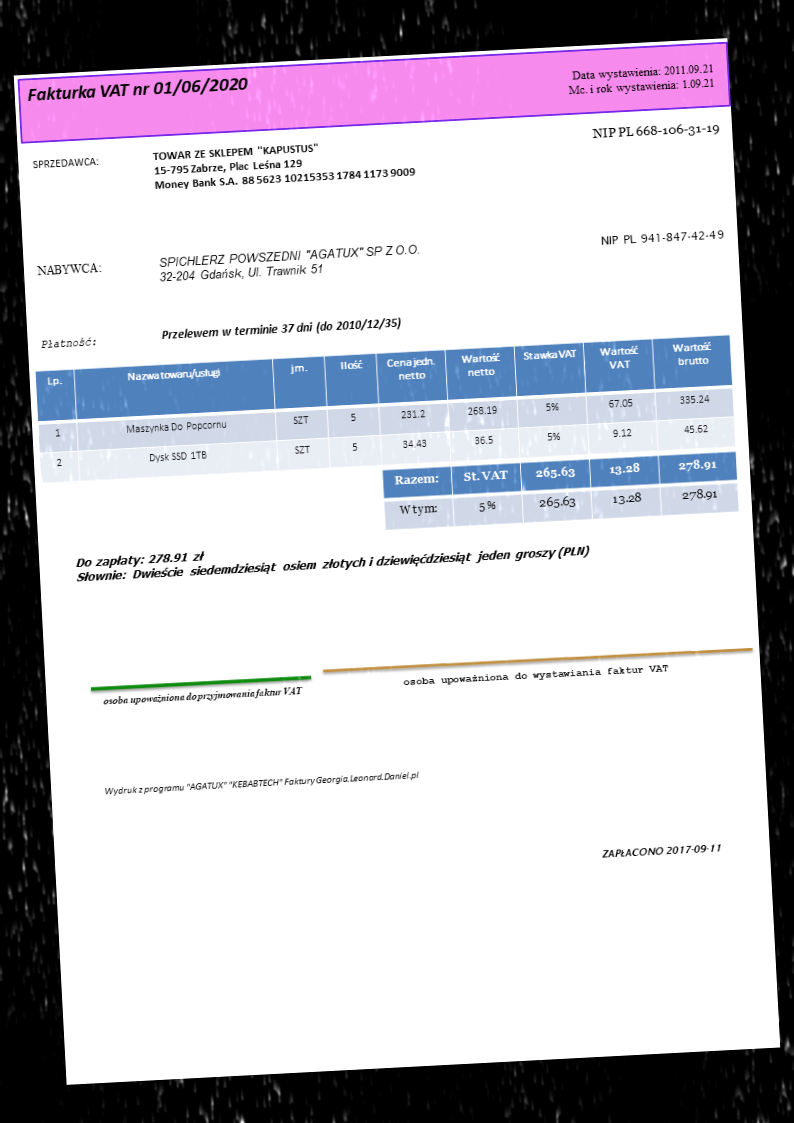 Fakturka VAT nr 01/06/2020
Data wystawienia: 2011.09.21
Mc. i rok wystawienia: 1.09.21
SPRZEDAWCA:
TOWAR ZE SKLEPEM "KAPUSTUS"
15-795 Zabrze, Plac Leśna 129
Money Bank S.A. 88 5623 10215353 1784 1173 9009
NIP PL 668-106-31-19
NABYWCA:
SPICHLERZ POWSZEDNI "AGATUX" SP Z O.O.
32-204 Gdańsk, Ul. Trawnik 51
NIP PL 941-847-42-49
Płatność:
Przelewem w terminie 37 dni (do 2010/12/35)
Lp. Nazwa towaru/usługi jm. Ilość Cena jedn. netto Wartość netto Stawka VAT Wartość VAT Wartość brutto
1 Maszynka Do Popcornu SZT 5 231.2 268.19 5% 67.05 335.24
2 Dysk SSD 1TB SZT 5 34.43 36.5 5% 9.12 45.62
Razem: St. VAT 265.63 13.28 278.91
W tym: 5% 265.63 13.28 278.91
Do zapłaty: 278.91 zł
Słownie: Dwieście siedemdziesiąt osiem złotych i dziewięćdziesiąt jeden groszy (PLN)
osoba upoważniona do przyjmowania faktur VAT
osoba upoważniona do wystawiania faktur VAT
Wydruk z programu "AGATUX" "KEBABTECH" FakturyGeorgia.Leonard.Daniel.pl
ZAPŁACONO 2017-09-11